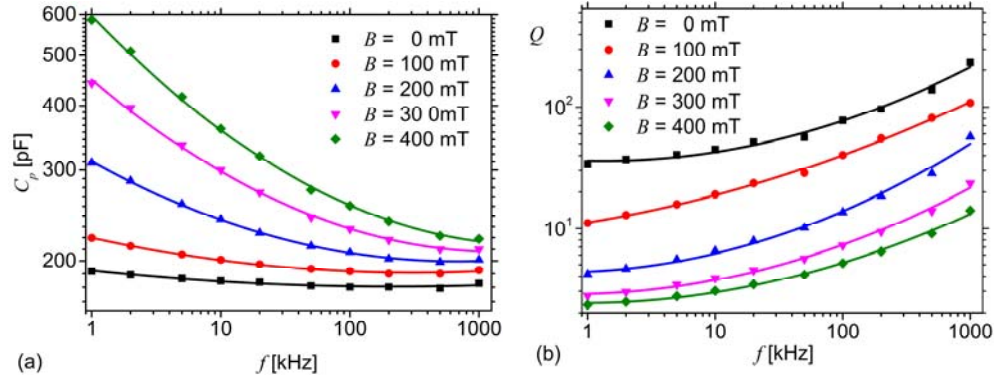 600
500
400
300
200
C_p [pF]
B = 0 mT
B = 100 mT
B = 200 mT
B = 30 0mT
B = 400 mT
1 10 100 1000
(a) f [kHz]
Q
10^2
10^1
10^0
B = 0 mT
B = 100 mT
B = 200 mT
B = 300 mT
B = 400 mT
1 10 100 1000
(b) f [kHz]